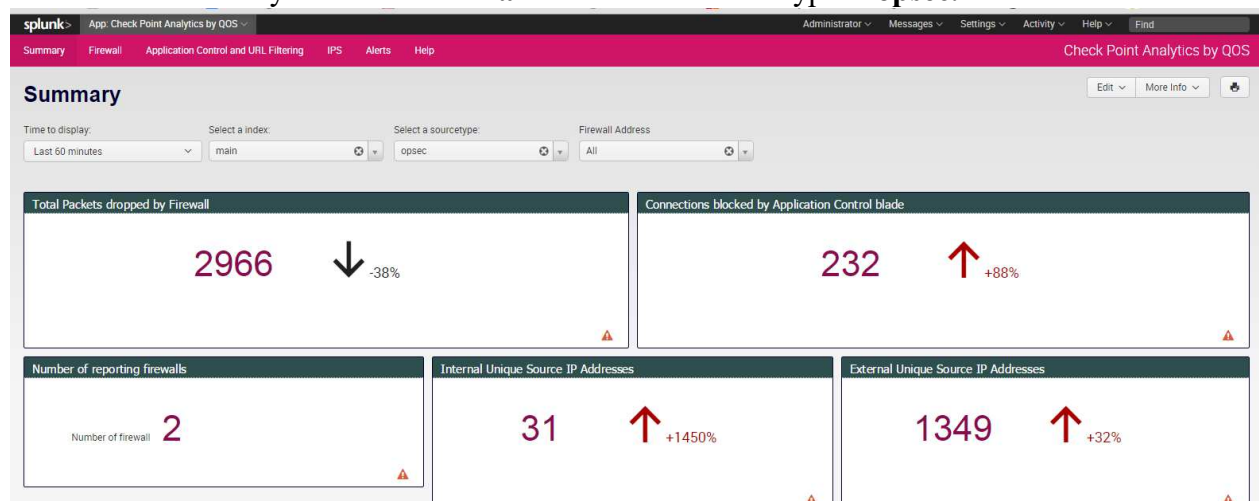 splunk> App: Check Point Analytics by QOS Administrator Messages Settings Activity Help Find
Summary Firewall Application Control and URL Filtering IPS Alerts Help Check Point Analytics by QOS
Summary Edit More Info
Time to display: Select a index: Select a sourcetype: Firewall Address
Last 60 minutes main opsec All
Total Packets dropped by Firewall Connections blocked by Application Control blade
2966 -38% 232 +88%
Number of reporting firewalls Internal Unique Source IP Addresses External Unique Source IP Addresses
Number of firewall 2 31 +1450% 1349 +32%